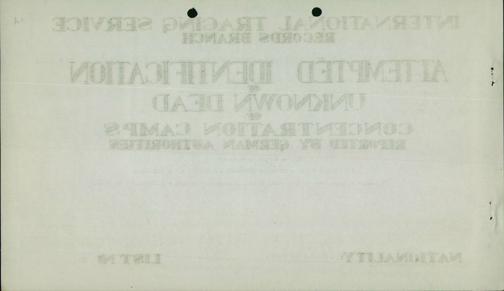 INTERNATIONAL TRACING SERVICE
RECORDS BRANCH
ATTEMPTED IDENTIFICATION
OF
UNKNOWN DEAD
OF
CONCENTRATION CAMPS
REPORTED BY GERMAN AUTHORITIES
NATIONALITY LIST Nº